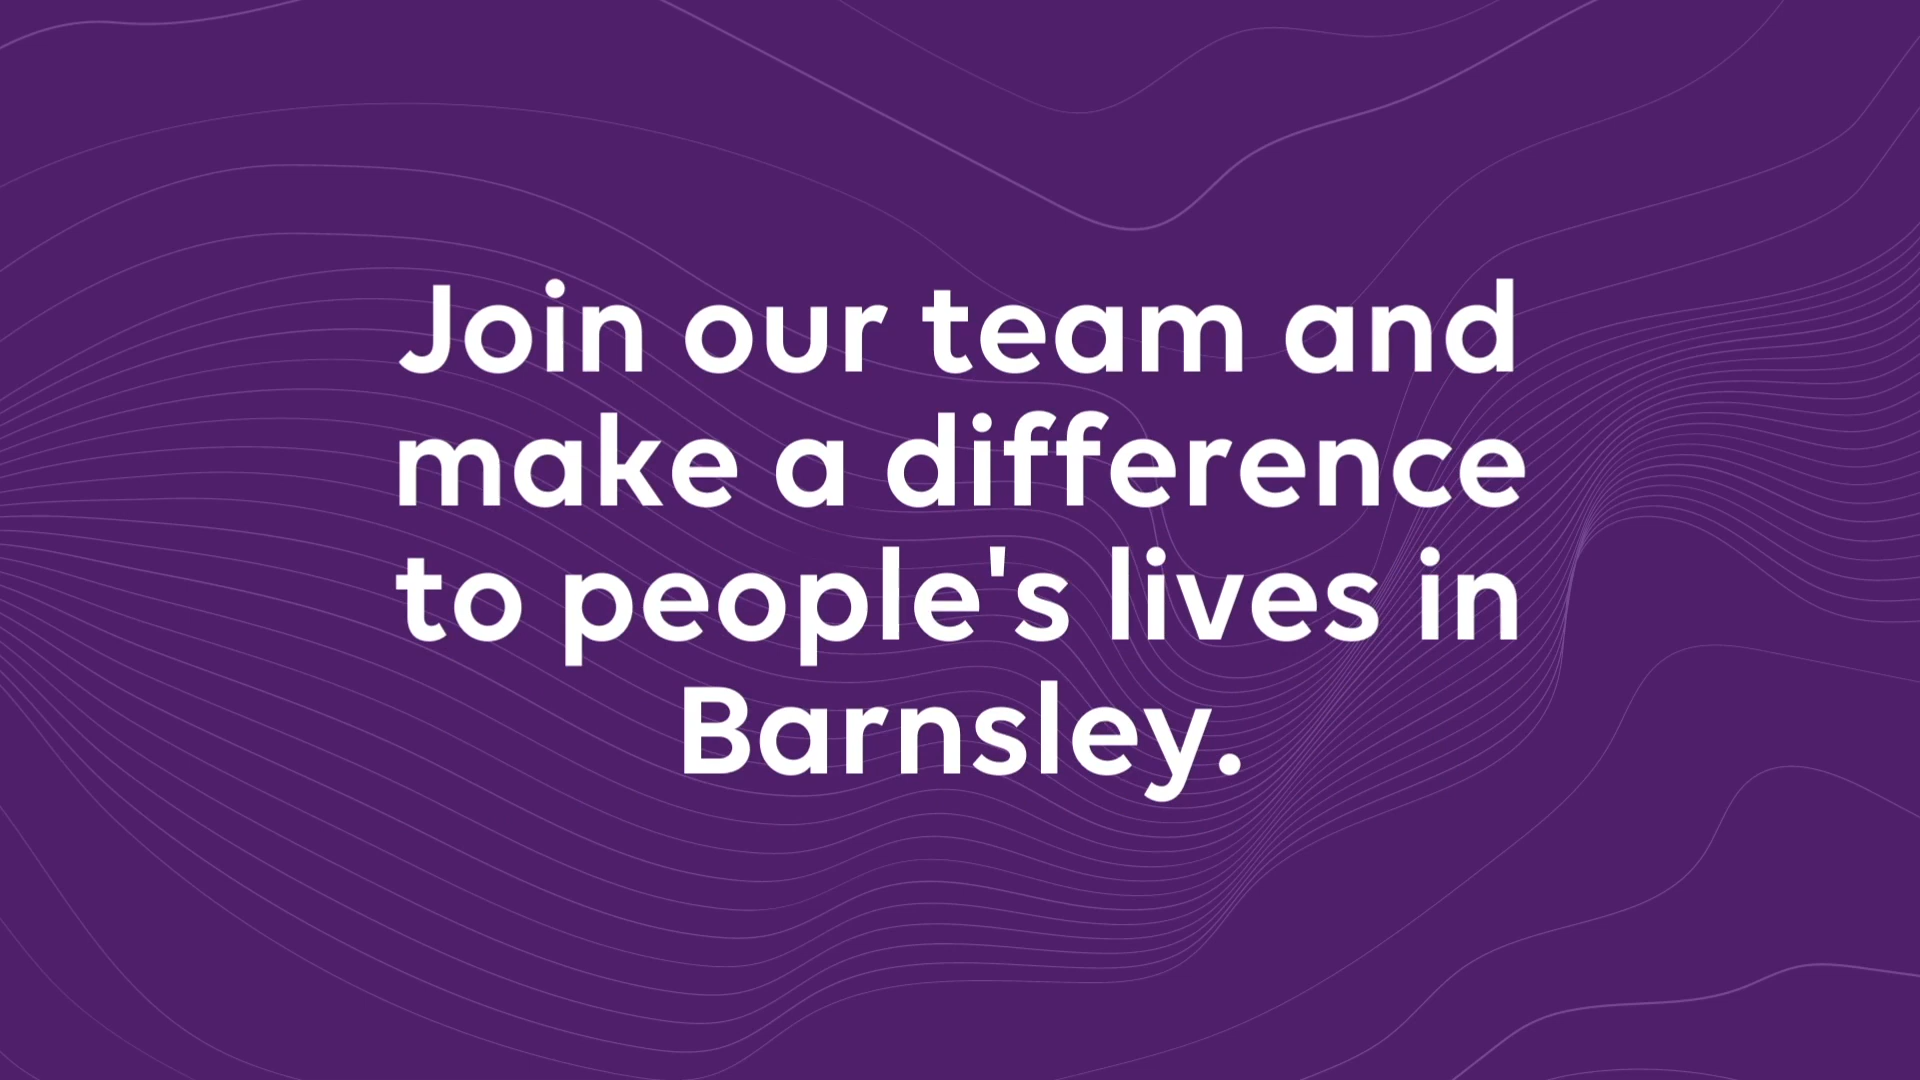 Join our team and
make a difference
to people's lives in
Barnsley.